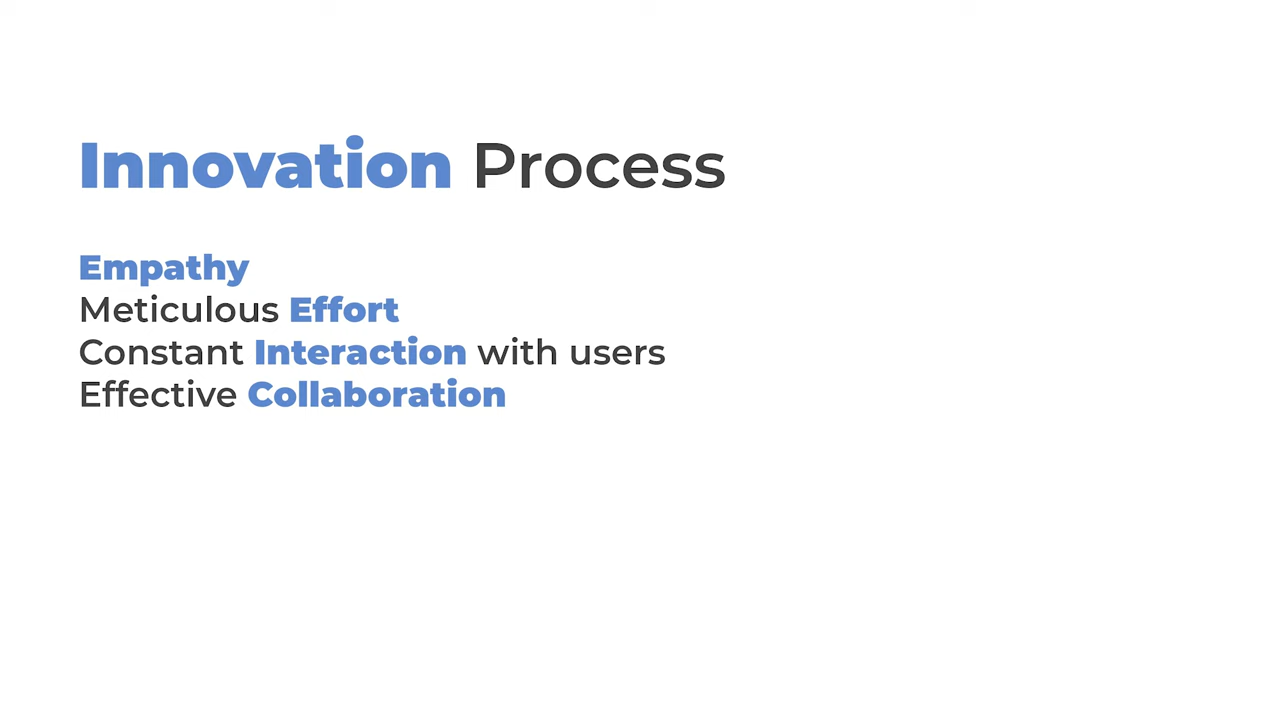 Innovation Process
Empathy
Meticulous Effort
Constant Interaction with users
Effective Collaboration